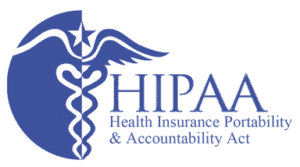 HIPAA
Health Insurance Portability
& Accountability Act